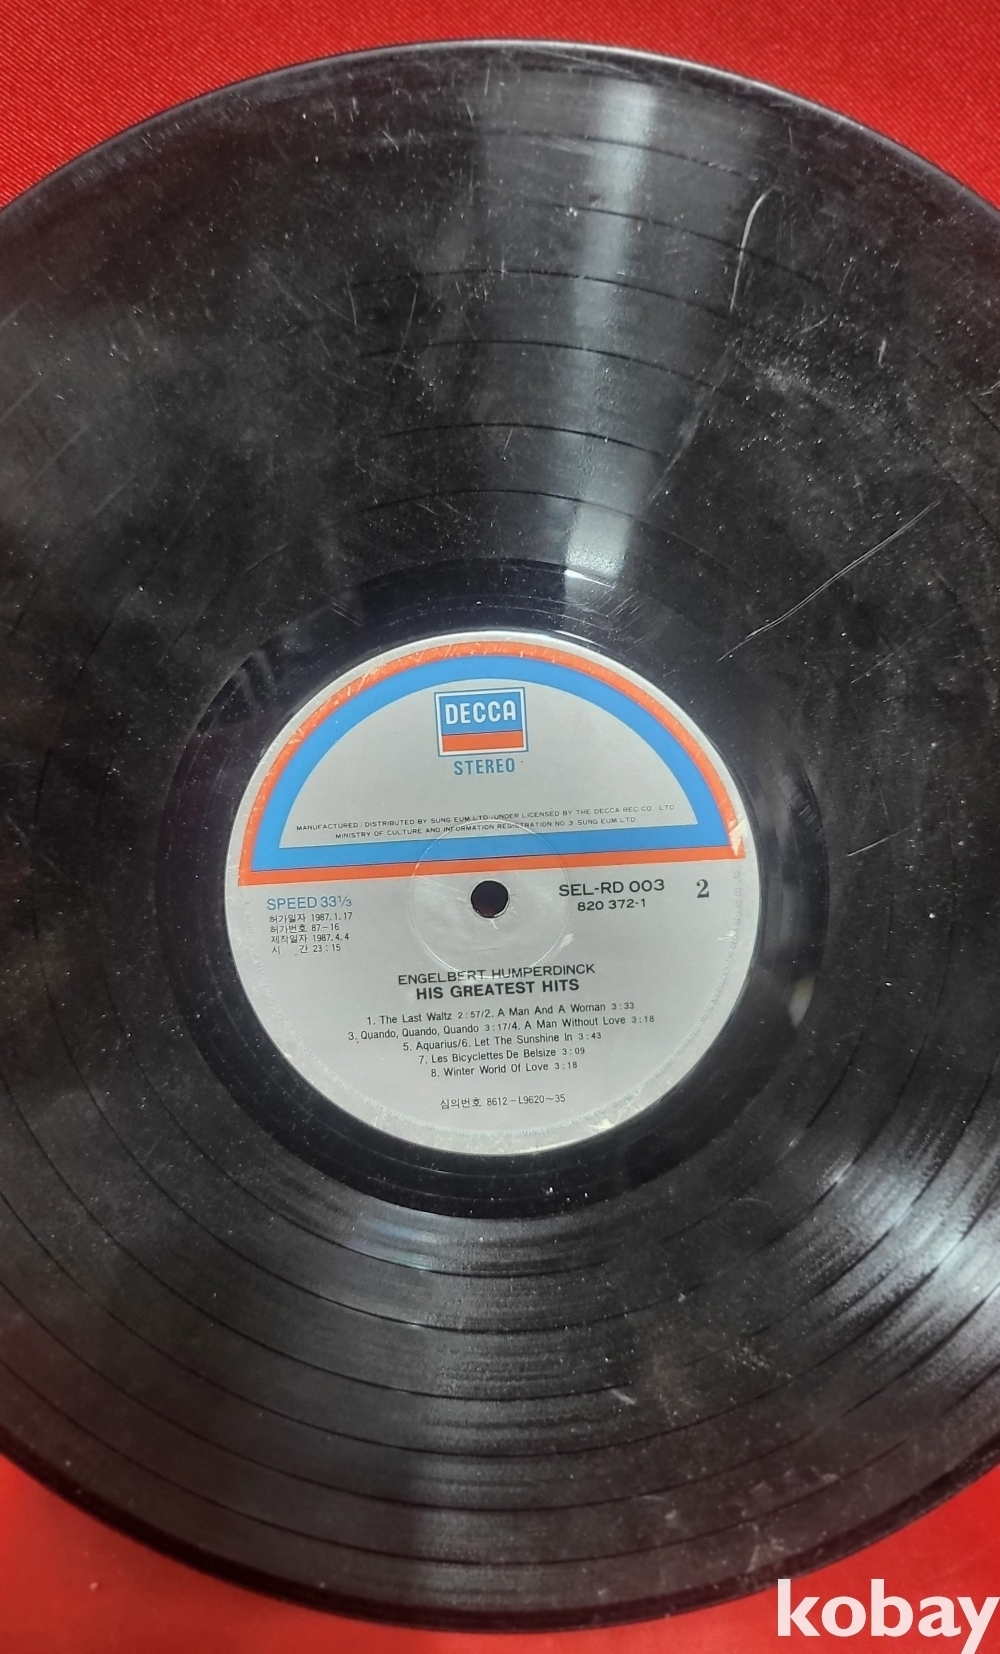 DECCA
STEREO
MANUFACTURED, DISTRIBUTED BY SUNG EUM LTD-UNDER LICENSED BY THE DECCA REC. CO. LTD
MINISTRY OF CULTURE AND INFORMATION REGISTRATION NO.3 SUNG EUM LTD.
SPEED 33⅓
허가일자 1987.1.17
허가번호 87-16
제작일자 1987.4.4
시 간 23:15
SEL-RD 003 2
820 372-1
ENGELBERT HUMPERDINCK
HIS GREATEST HITS
1. The Last Waltz 2:57/2. A Man And A Woman 3:33
3. Quando, Quando, Quando 3:17/4. A Man Without Love 3:18
5. Aquarius/6. Let The Sunshine In 3:43
7. Les Bicyclettes De Belsize 3:09
8. Winter World Of Love 3:18
심의번호 8612-L9620~35
kobay